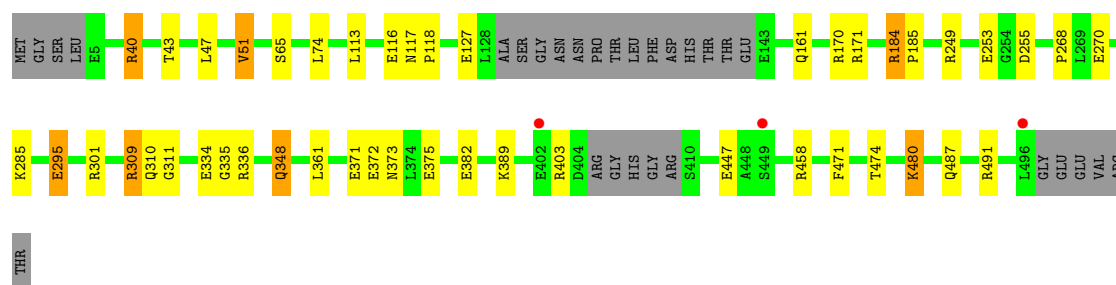 MET GLY SER LEU E5 R40 T43 L47 V51 S65 L74 L113 E116 N117 P118 E127 L128 ALA SER GLY ASN ASN PRO THR LEU PHE ASP HIS THR THR GLU E143 Q161 R170 R171 R184 P185 R249 E253 G254 D255 P268 L269 E270
K285 E295 R301 R309 Q310 G311 E334 G335 R336 Q348 L361 E371 E372 N373 L374 E375 E382 K389 E402 R403 D404 ARG GLY HIS GLY ARG S410 E447 A448 S449 R458 F471 T474 K480 Q487 R491 L496 GLY GLU GLU VAL ARG
THR